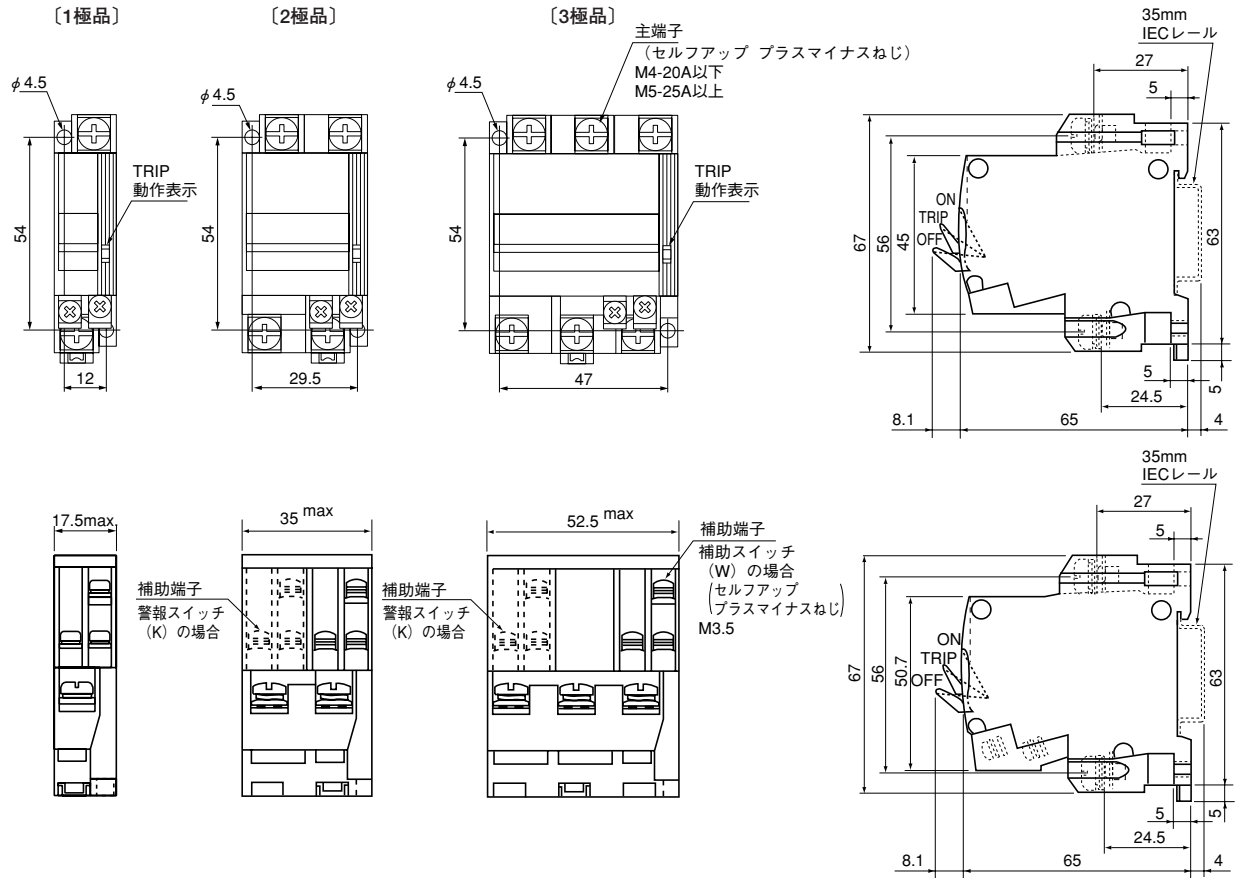 〔1極品〕
〔2極品〕
〔3極品〕
主端子
（セルフアップ プラスマイナスねじ）
M4-20A以下
M5-25A以上
φ4.5
φ4.5
φ4.5
TRIP
動作表示
TRIP
動作表示
54
54
54
12
29.5
47
35mm
IECレール
27
5
ON
TRIP
OFF
67
56
45
63
5
5
24.5
8.1
65
4
17.5max.
35 max
52.5 max
補助端子
警報スイッチ
（K）の場合
補助端子
警報スイッチ
（K）の場合
補助端子
補助スイッチ
（W）の場合
（セルフアップ
プラスマイナスねじ）
M3.5
35mm
IECレール
27
5
ON
TRIP
OFF
67
56
50.7
63
5
5
24.5
8.1
65
4